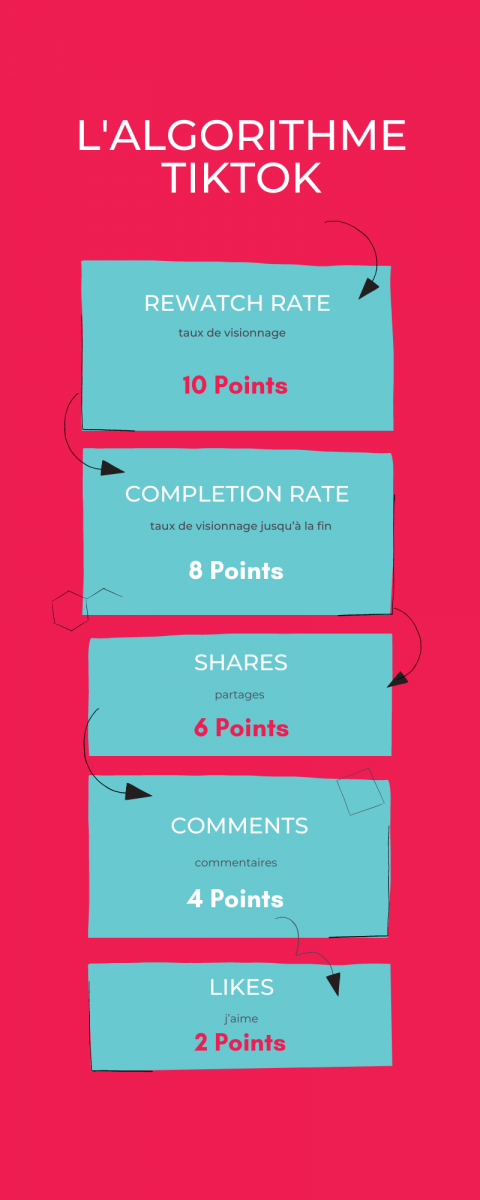 L'ALGORITHME
TIKTOK
REWATCH RATE
taux de visionnage
10 Points
COMPLETION RATE
taux de visionnage jusqu'à la fin
8 Points
SHARES
partages
6 Points
COMMENTS
commentaires
4 Points
LIKES
j'aime
2 Points